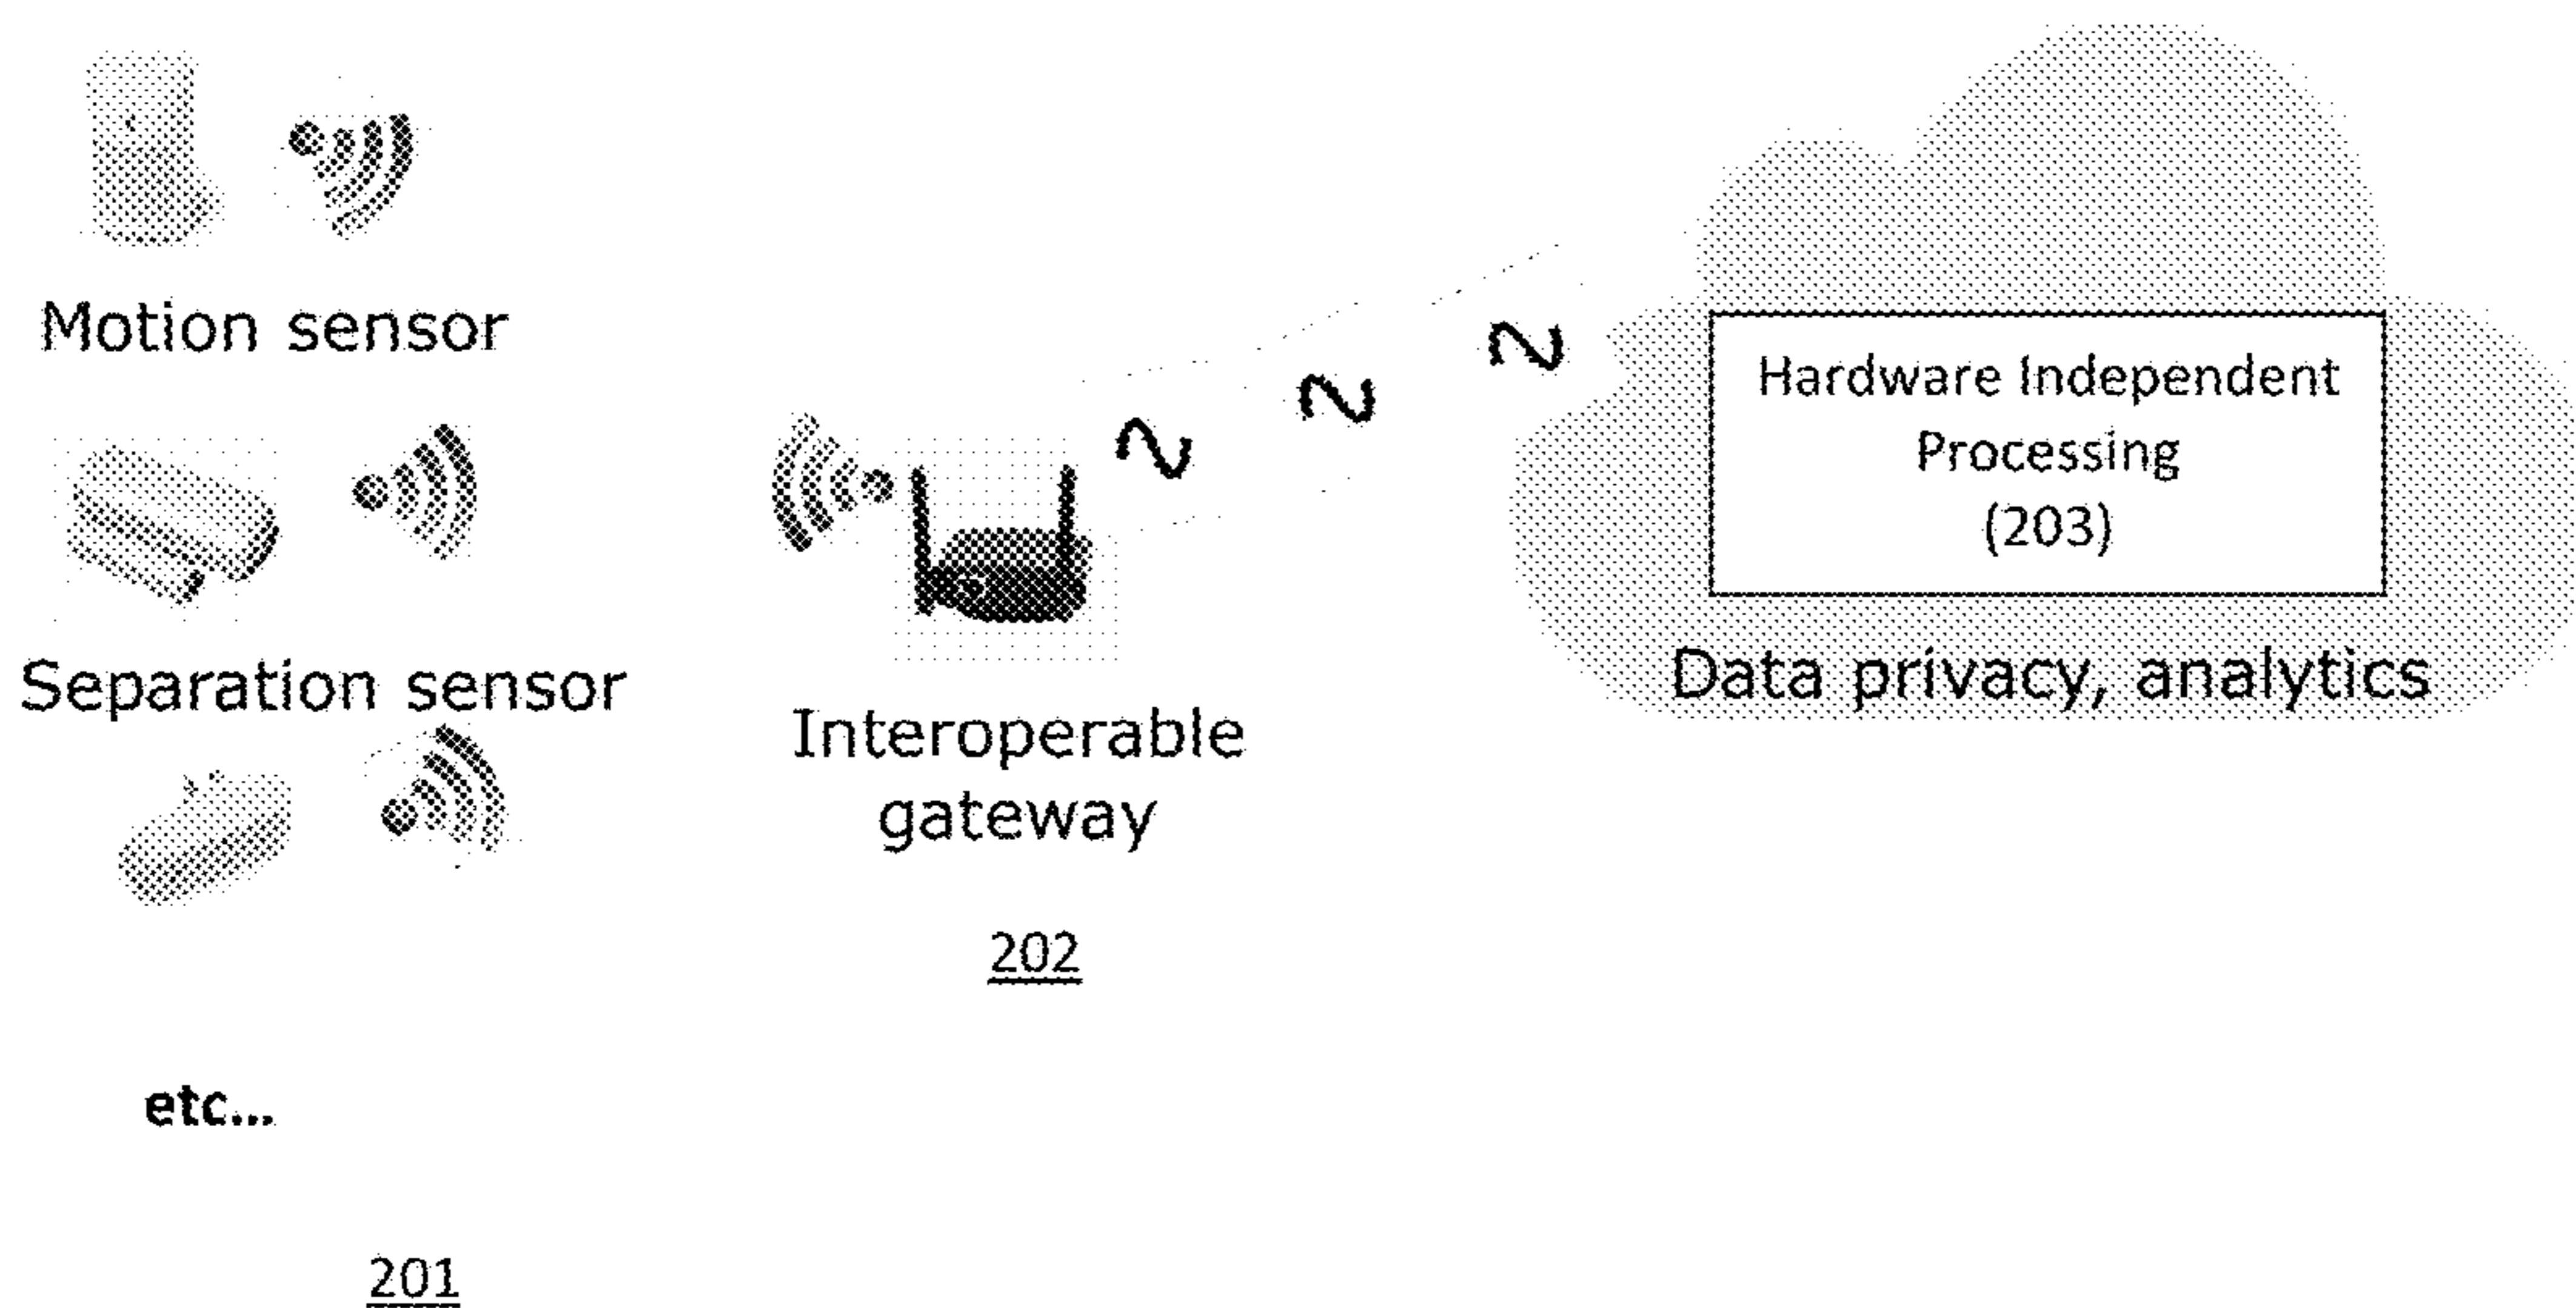 Motion sensor
Separation sensor
etc...
201
Interoperable
gateway
202
Hardware Independent
Processing
(203)
Data privacy, analytics